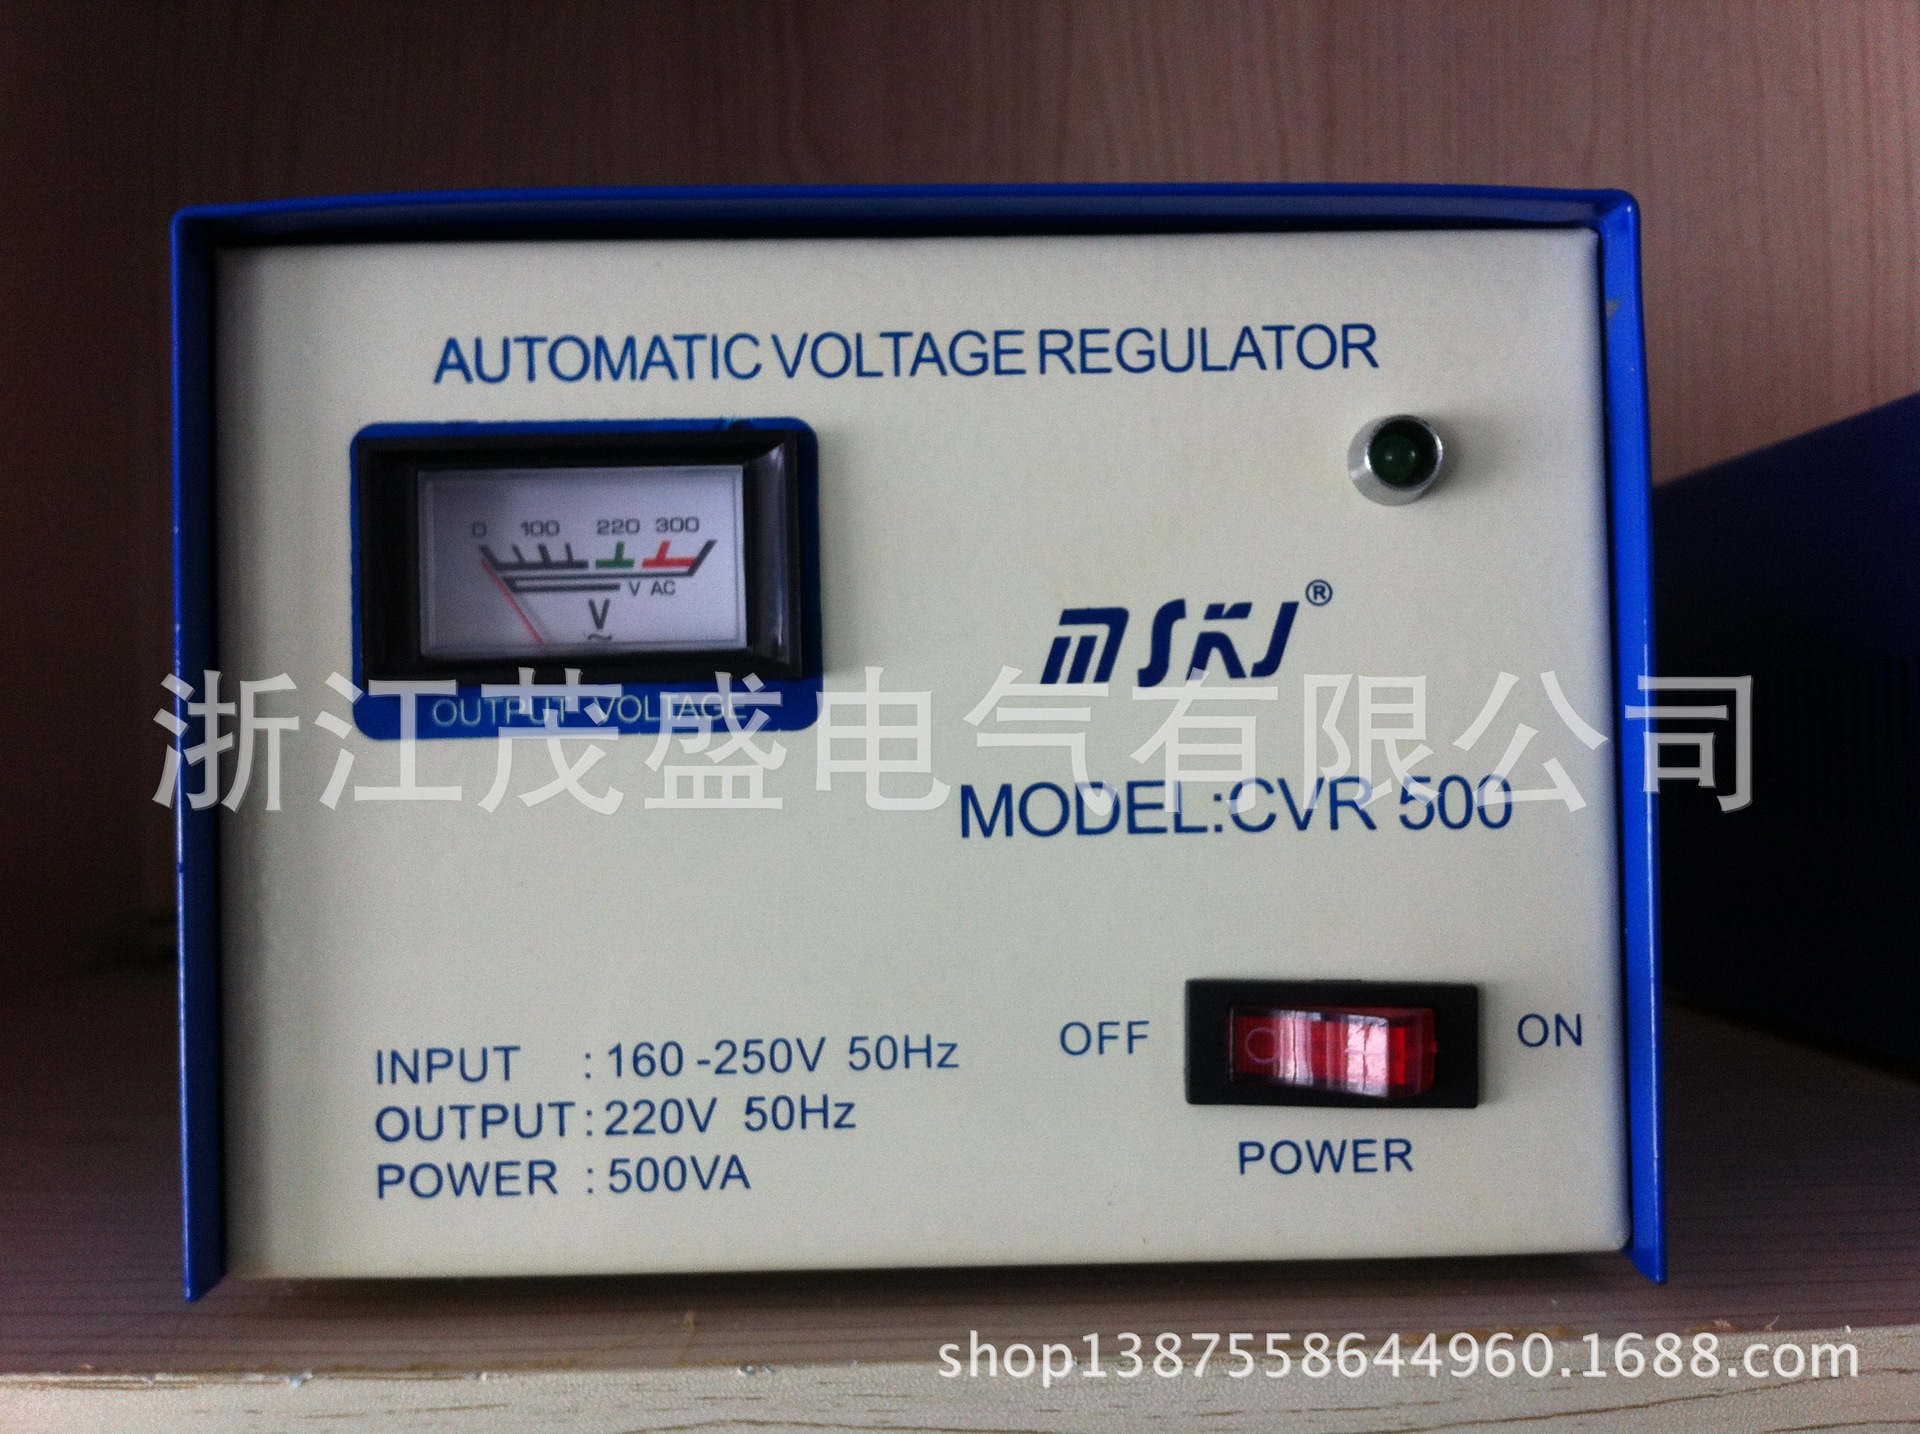 AUTOMATIC VOLTAGE REGULATOR
0 100 220 300
V AC
V
~
OUTPUT VOLTAGE
MSKJ®
浙江茂盛电气有限公司
MODEL:CVR 500
INPUT : 160-250V 50Hz
OUTPUT : 220V 50Hz
POWER : 500VA
OFF ON
POWER
shop1387558644960.1688.com